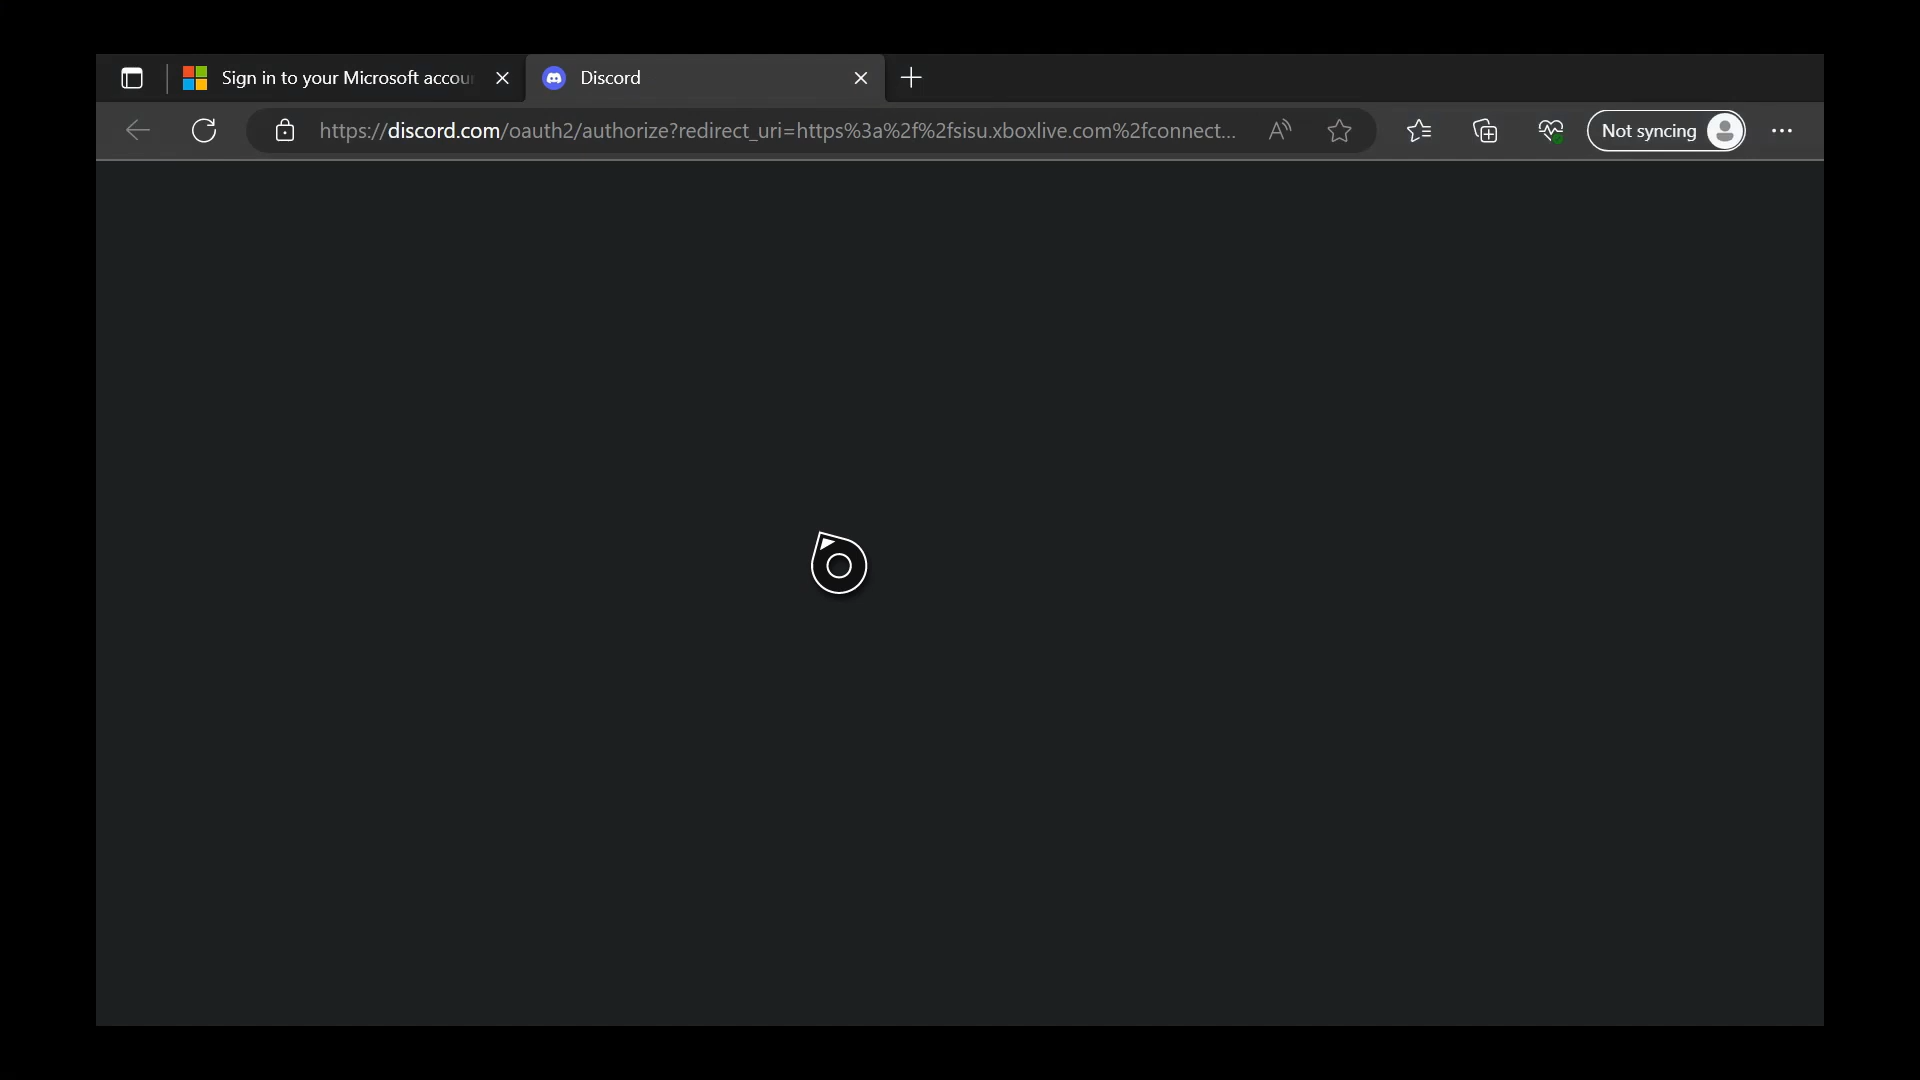 Sign in to your Microsoft accou
Discord
https://discord.com/oauth2/authorize?redirect_uri=https%3a%2f%2fsisu.xboxlive.com%2fconnect...
Not syncing